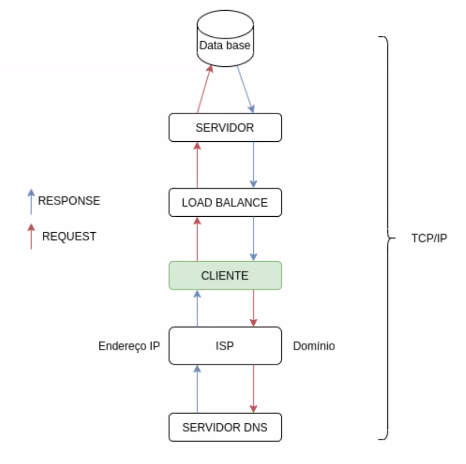 Data base
SERVIDOR
RESPONSE
LOAD BALANCE
REQUEST
TCP/IP
CLIENTE
Endereço IP
ISP
Domínio
SERVIDOR DNS